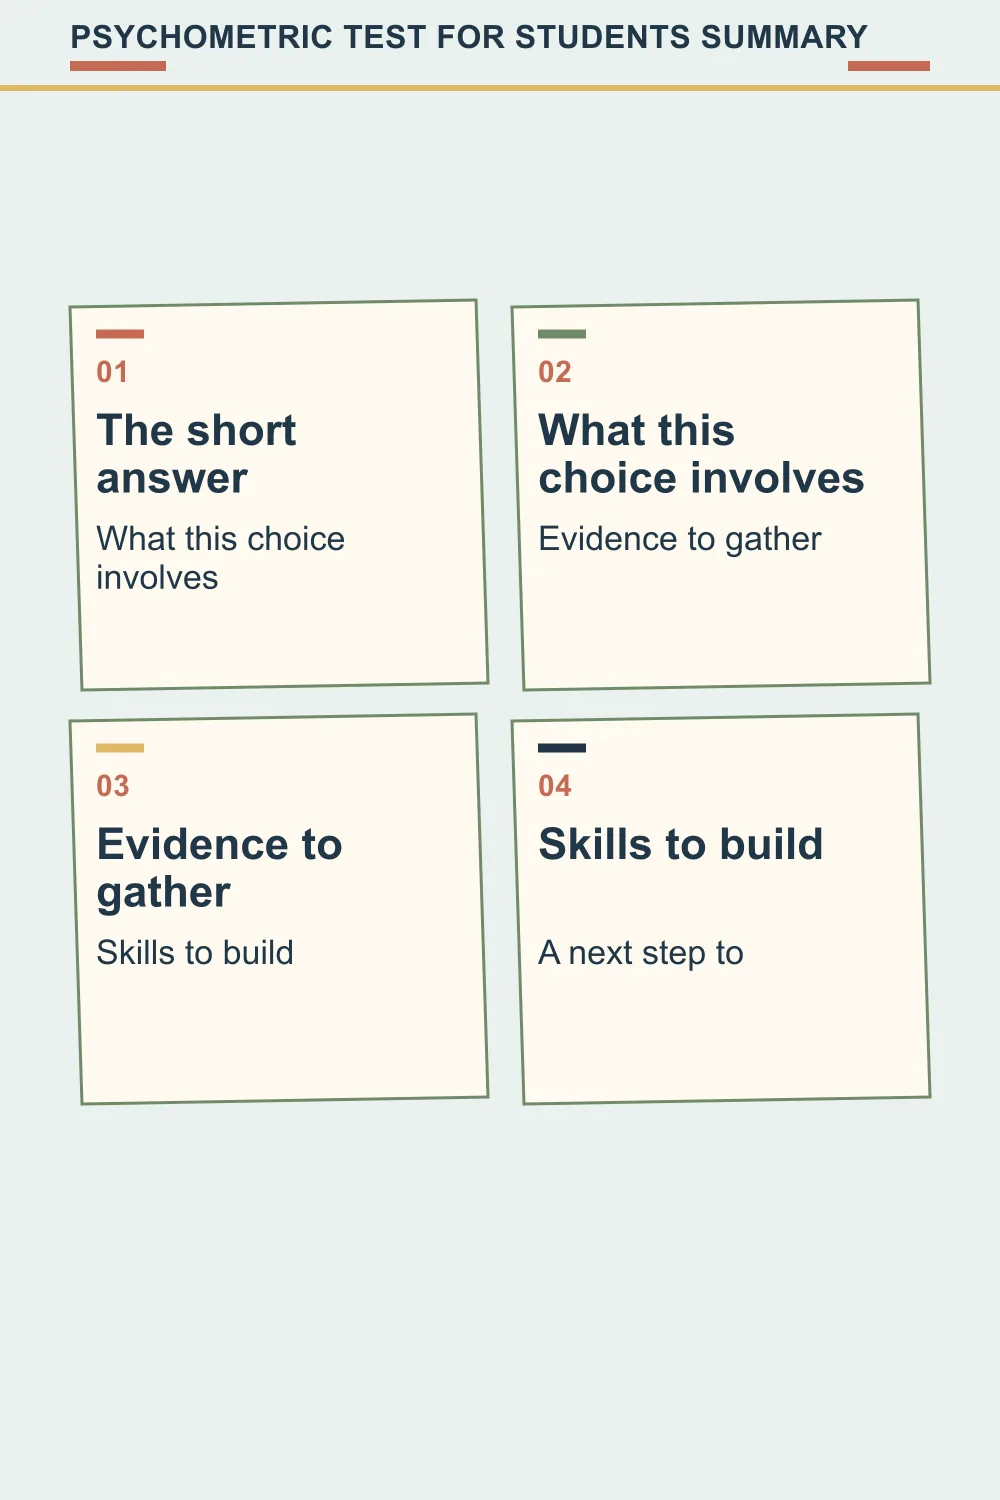 PSYCHOMETRIC TEST FOR STUDENTS SUMMARY
01
The short
answer
What this choice
involves
02
What this
choice involves
Evidence to gather
03
Evidence to
gather
Skills to build
04
Skills to build
A next step to